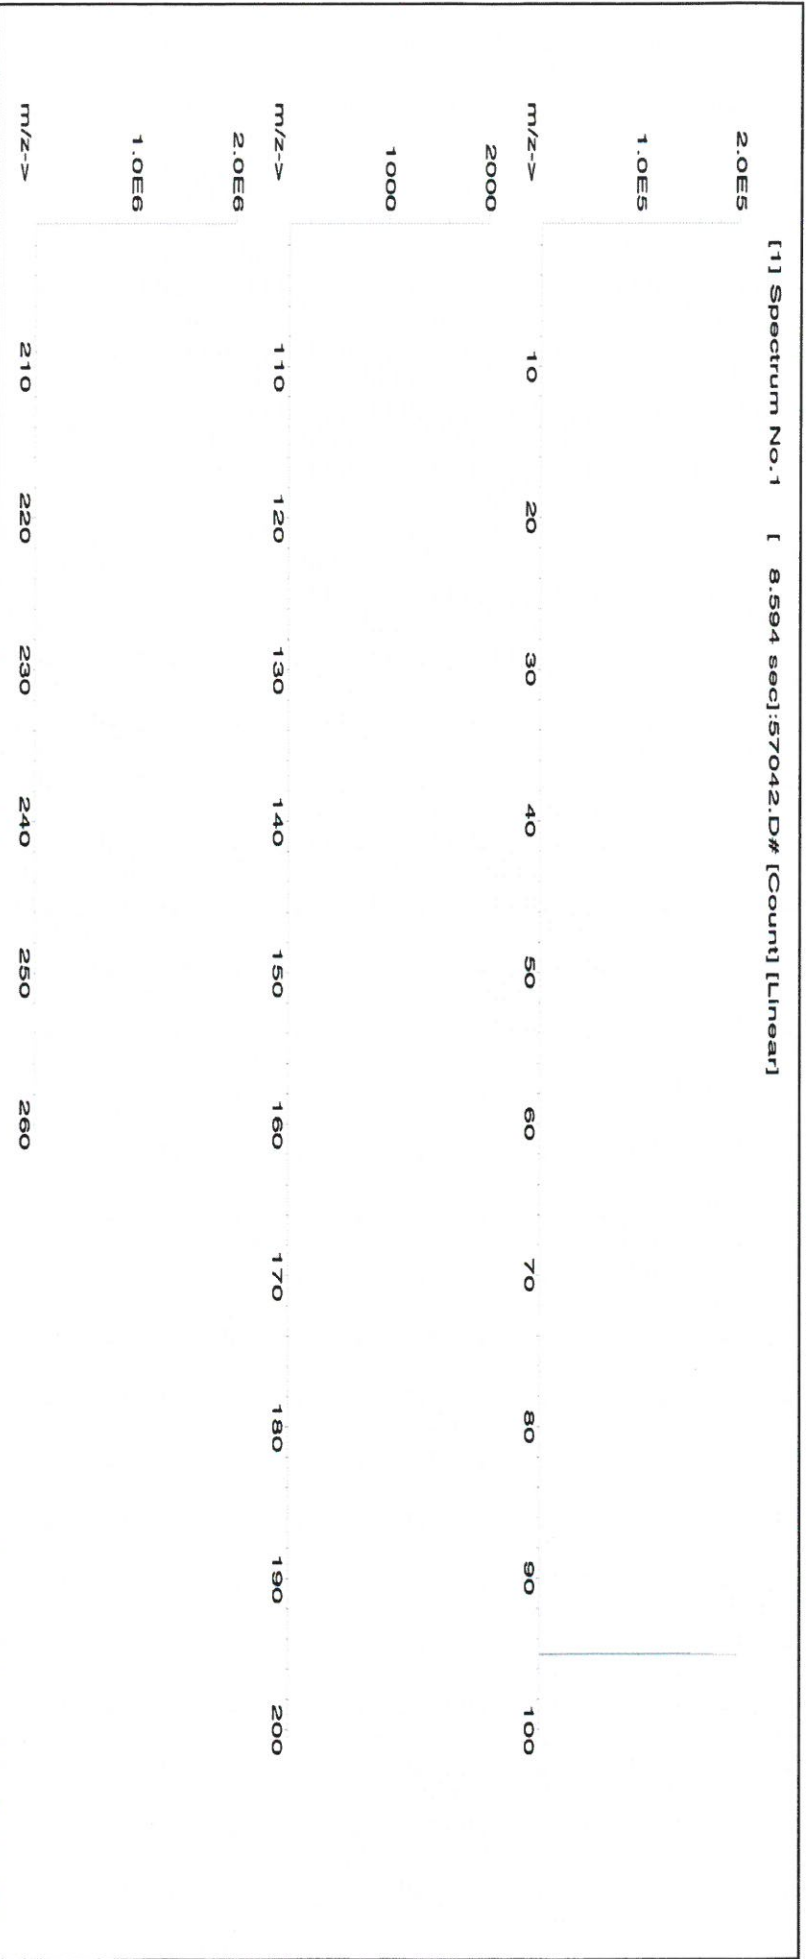 [1] Spectrum No.1 [ 8.594 sec]:57042.D# [Count] [Linear]
2.0E5
1.0E5
m/z-> 10 20 30 40 50 60 70 80 90 100
2000
1000
m/z-> 110 120 130 140 150 160 170 180 190 200
2.0E6
1.0E6
m/z-> 210 220 230 240 250 260